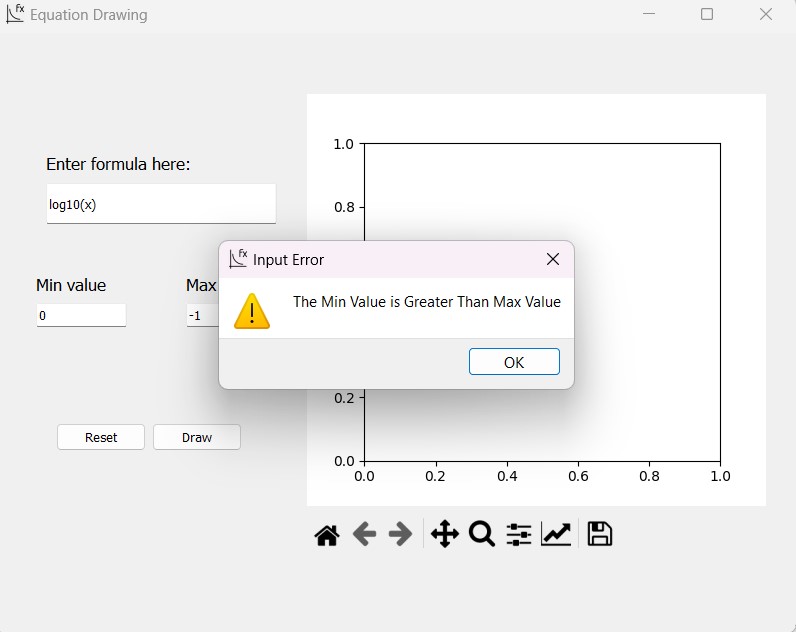 fx Equation Drawing
Enter formula here:
log10(x)
Min value
Max
0
-1
Reset
Draw
1.0
0.8
0.2
0.0
0.0 0.2 0.4 0.6 0.8 1.0
fx Input Error
The Min Value is Greater Than Max Value
OK